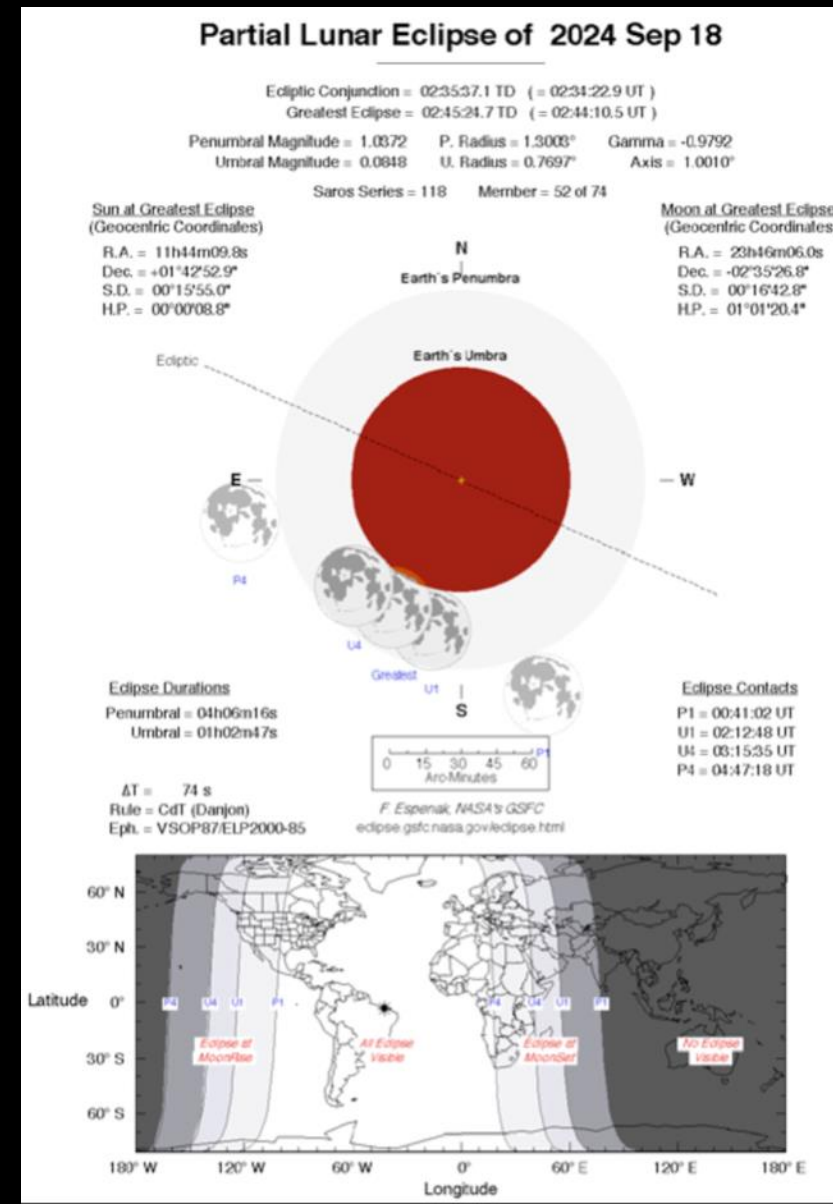 Partial Lunar Eclipse of 2024 Sep 18
Ecliptic Conjunction = 02:35:37.1 TD ( = 02:34:22.9 UT )
Greatest Eclipse = 02:45:24.7 TD ( = 02:44:10.5 UT )
Penumbral Magnitude = 1.0372 P. Radius = 1.3003° Gamma = -0.9792
Umbral Magnitude = 0.0848 U. Radius = 0.7697° Axis = 1.0010°
Saros Series = 118 Member = 52 of 74
Sun at Greatest Eclipse
(Geocentric Coordinates)
R.A. = 11h44m09.8s
Dec. = +01°42'52.9"
S.D. = 00°15'55.0"
H.P. = 00°00'08.8"
Moon at Greatest Eclipse
(Geocentric Coordinates
R.A. = 23h46m06.0s
Dec. = -02°35'26.8"
S.D. = 00°16'42.8"
H.P. = 01°01'20.4"
N
Earth's Penumbra
Earth's Umbra
Ecliptic
E
W
P4
U4
Greatest
U1
S
P1
Eclipse Durations
Penumbral = 04h06m16s
Umbral = 01h02m47s
Eclipse Contacts
P1 = 00:41:02 UT
U1 = 02:12:48 UT
U4 = 03:15:35 UT
P4 = 04:47:18 UT
0 15 30 45 60
Arc-Minutes
ΔT = 74 s
Rule = CdT (Danjon)
Eph. = VSOP87/ELP2000-85
F. Espenak, NASA's GSFC
eclipse.gsfc.nasa.gov/eclipse.html
60° N
30° N
Latitude 0°
30° S
60° S
P4 U4 U1 P1 P4 U4 U1 P1
Eclipse at
MoonRise
All Eclipse
Visible
Eclipse at
MoonSet
No Eclipse
Visible
180° W 120° W 60° W 0° 60° E 120° E 180° E
Longitude